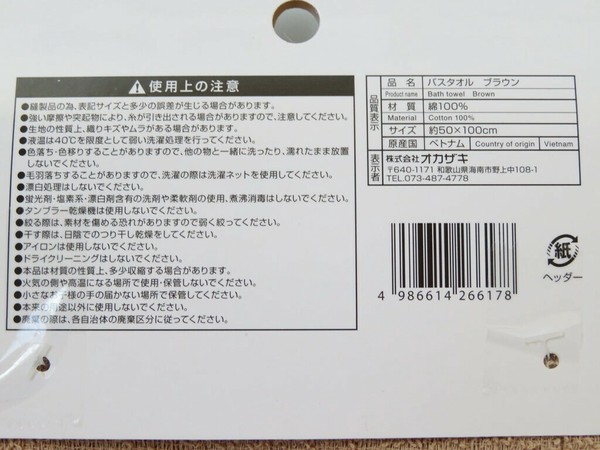 ⚠使用上の注意
●縫製品の為、表記サイズと多少の誤差が生じる場合があります。
●強い摩擦や突起物により、糸が引き出される場合がありますので、注意してください。
●生地の性質上、織りキズやムラがある場合があります。
●液温は40℃を限度として弱い洗濯処理を行ってください。
●色落ち・色移りすることがありますので、他の物と一緒に洗ったり、濡れたまま放置
しないでください。
●毛羽落ちすることがありますので、洗濯の際は洗濯ネットを使用してください。
●漂白処理はしないでください。
●蛍光剤・塩素系・漂白剤含有の洗剤や柔軟剤の使用、煮沸消毒はしないでください。
●タンブラー乾燥機は使用しないでください。
●絞る際は、素材を傷める恐れがありますので弱く絞ってください。
●干す際は、日陰でのつり干し乾燥をしてください。
●アイロンは使用しないでください。
●ドライクリーニングはしないでください。
●本品は材質の性質上、多少収縮する場合があります。
●火気の側や高温になる場所で使用・保管しないでください。
●小さなお子様の手の届かない場所で保管してください。
●本来の用途以外に使用しないでください。
●廃棄の際は、各自治体の廃棄区分に従ってください。
品質表示
品名 バスタオル ブラウン
Product name Bath towel Brown
材質 綿100%
Material Cotton 100%
サイズ 約50×100cm
原産国 ベトナム Country of origin Vietnam
表示者 株式会社オカザキ
〒640-1171 和歌山県海南市野上中108-1
TEL.073-487-4778
4 986614 266178
紙
ヘッダー